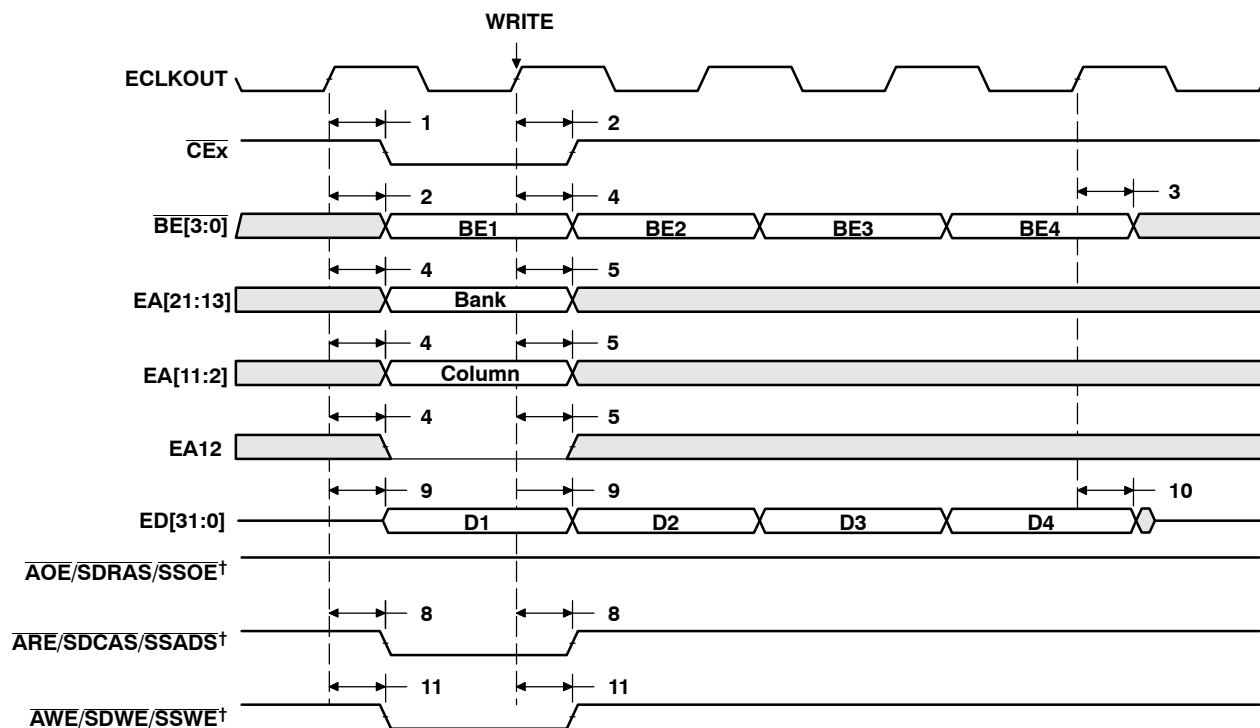 WRITE
ECLKOUT
1 2
CEx
2 4 3
BE[3:0] BE1 BE2 BE3 BE4
4 5
EA[21:13] Bank
4 5
EA[11:2] Column
4 5
EA12
9 9 10
ED[31:0] D1 D2 D3 D4
AOE/SDRAS/SSOE†
8 8
ARE/SDCAS/SSADS†
11 11
AWE/SDWE/SSWE†